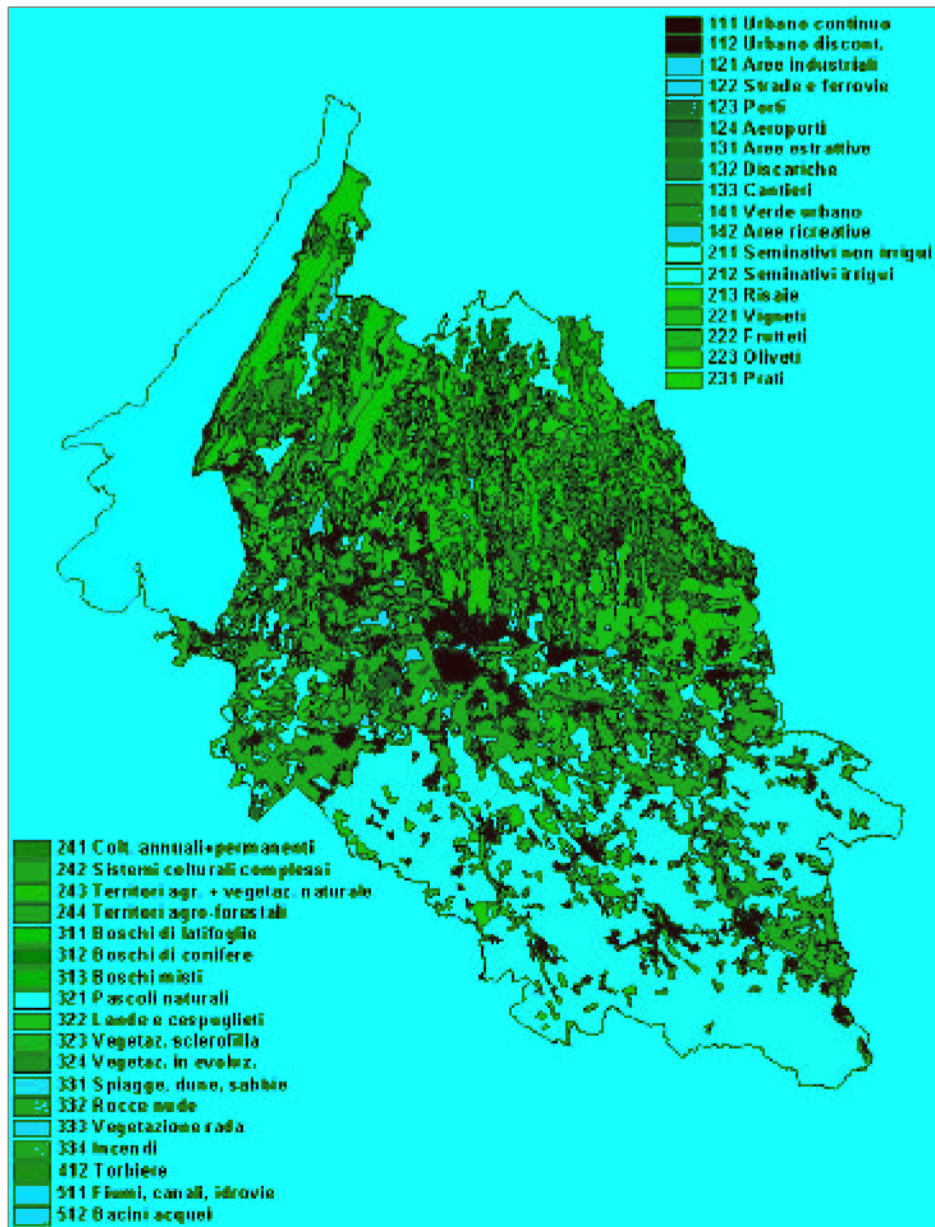 111 Urbano continuo
112 Urbano discont.
121 Aree industriali
122 Strade e ferrovie
123 Porti
124 Aeroporti
131 Aree estrattive
132 Discariche
133 Cantieri
141 Verde urbano
142 Aree ricreative
211 Seminativi non irrigui
212 Seminativi irrigui
213 Risaie
221 Vigneti
222 Frutteti
223 Oliveti
231 Prati
241 Colt. annuali+permanenti
242 Sistemi colturali complessi
243 Territori agr. + vegetac. naturale
244 Territori agro-forestali
311 Boschi di latifoglie
312 Boschi di conifere
313 Boschi misti
321 Pascoli naturali
322 Lande e cespuglieti
323 Vegetaz. sclerofilla
324 Vegetaz. in evoluz.
331 Spiagge, dune, sabbie
332 Rocce nude
333 Vegetazione rada
334 Incendi
412 Torbiere
511 Fiumi, canali, idrovie
512 Bacini acquei